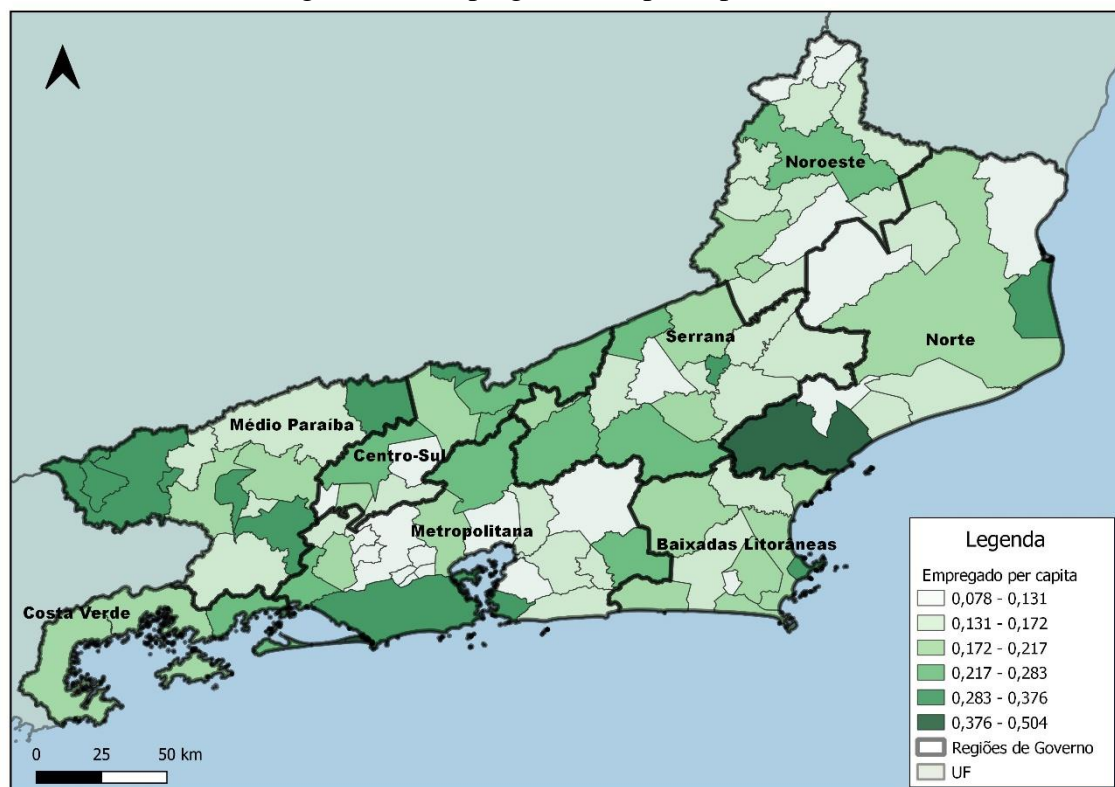 Noroeste
Serrana
Norte
Médio Paraíba
Centro-Sul
Metropolitana
Baixadas Litorâneas
Costa Verde
0 25 50 km
Legenda
Empregado per capita
0,078 - 0,131
0,131 - 0,172
0,172 - 0,217
0,217 - 0,283
0,283 - 0,376
0,376 - 0,504
Regiões de Governo
UF